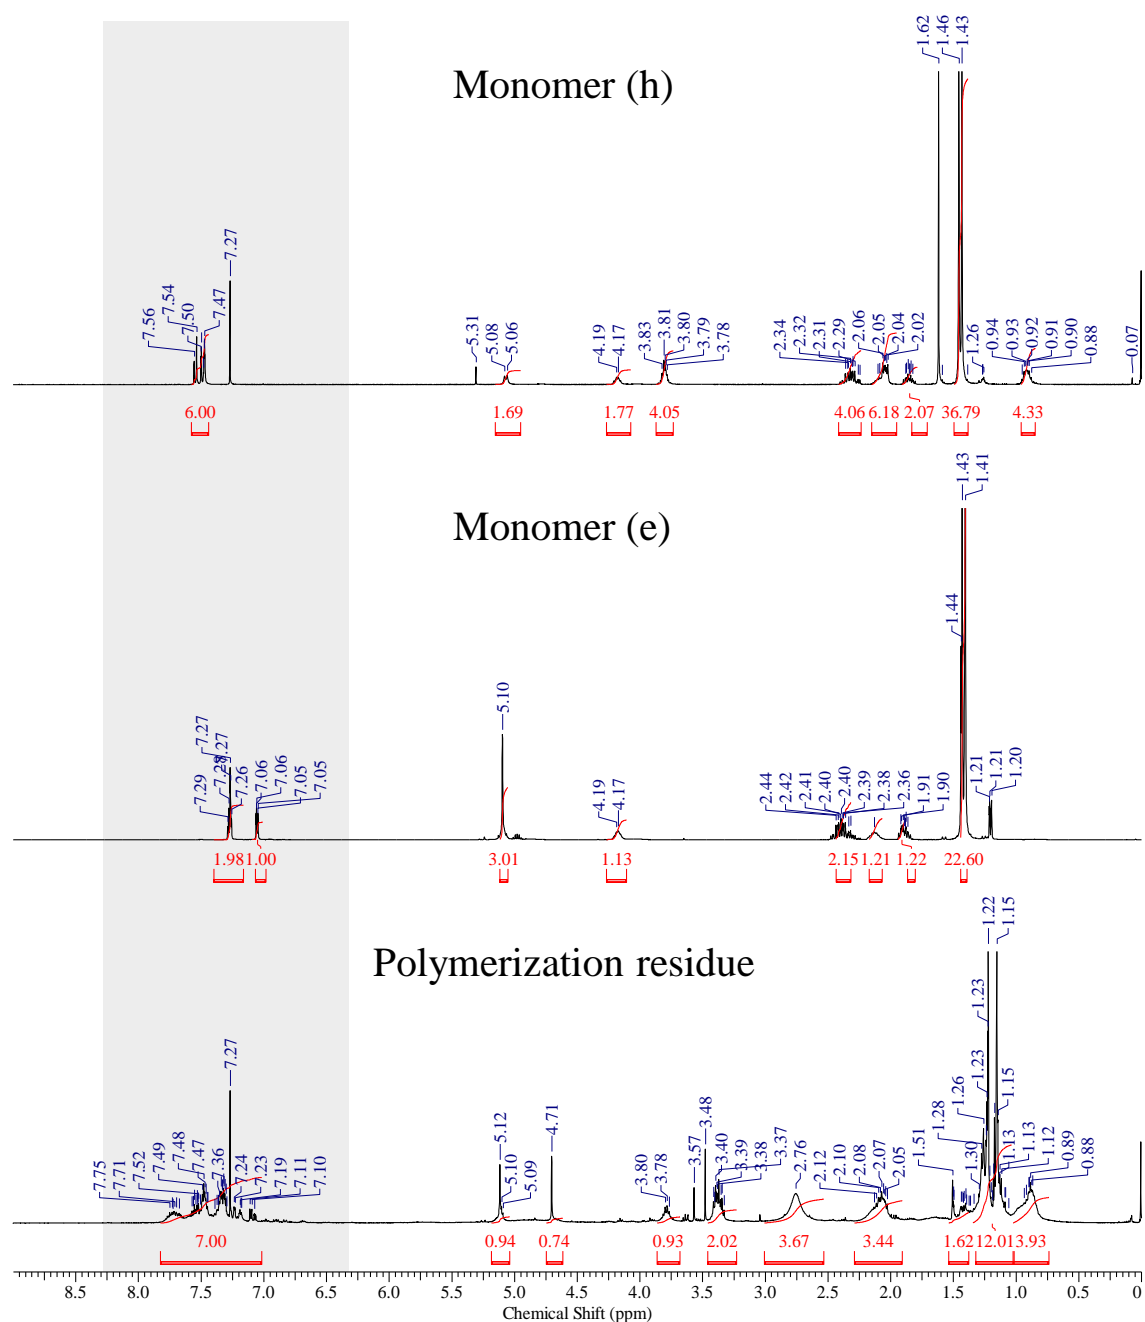 1.62 1.46 1.43
Monomer (h)
7.56 7.54 7.50 7.47 7.27 5.31 5.08 5.06 4.19 4.17 3.83 3.81 3.80 3.79 3.78 2.34 2.32 2.31 2.29 2.06 2.05 2.04 2.02 1.26 0.94 0.93 0.92 0.91 0.90 0.88 0.07
6.00 1.69 1.77 4.05 4.06 6.18 2.07 36.79 4.33
1.43 1.41
Monomer (e)
7.29 7.27 7.28 7.27 7.26 7.06 7.06 7.05 7.05 5.10 4.19 4.17 2.44 2.42 2.41 2.40 2.40 2.39 2.38 2.36 1.91 1.90 1.44 1.21 1.21 1.20
1.98 1.00 3.01 1.13 2.15 1.21 1.22 22.60
1.22 1.15
Polymerization residue
7.75 7.71 7.52 7.49 7.48 7.47 7.36 7.27 7.24 7.23 7.19 7.11 7.10 5.12 5.10 5.09 4.71 3.80 3.78 3.57 3.48 3.40 3.39 3.38 3.37 2.76 2.12 2.10 2.08 2.07 2.05 1.51 1.28 1.26 1.23 1.23 1.30 1.15 1.13 1.13 1.12 0.89 0.88
7.00 0.94 0.74 0.93 2.02 3.67 3.44 1.62 12.01 3.93
8.5 8.0 7.5 7.0 6.5 6.0 5.5 5.0 4.5 4.0 3.5 3.0 2.5 2.0 1.5 1.0 0.5 0
Chemical Shift (ppm)